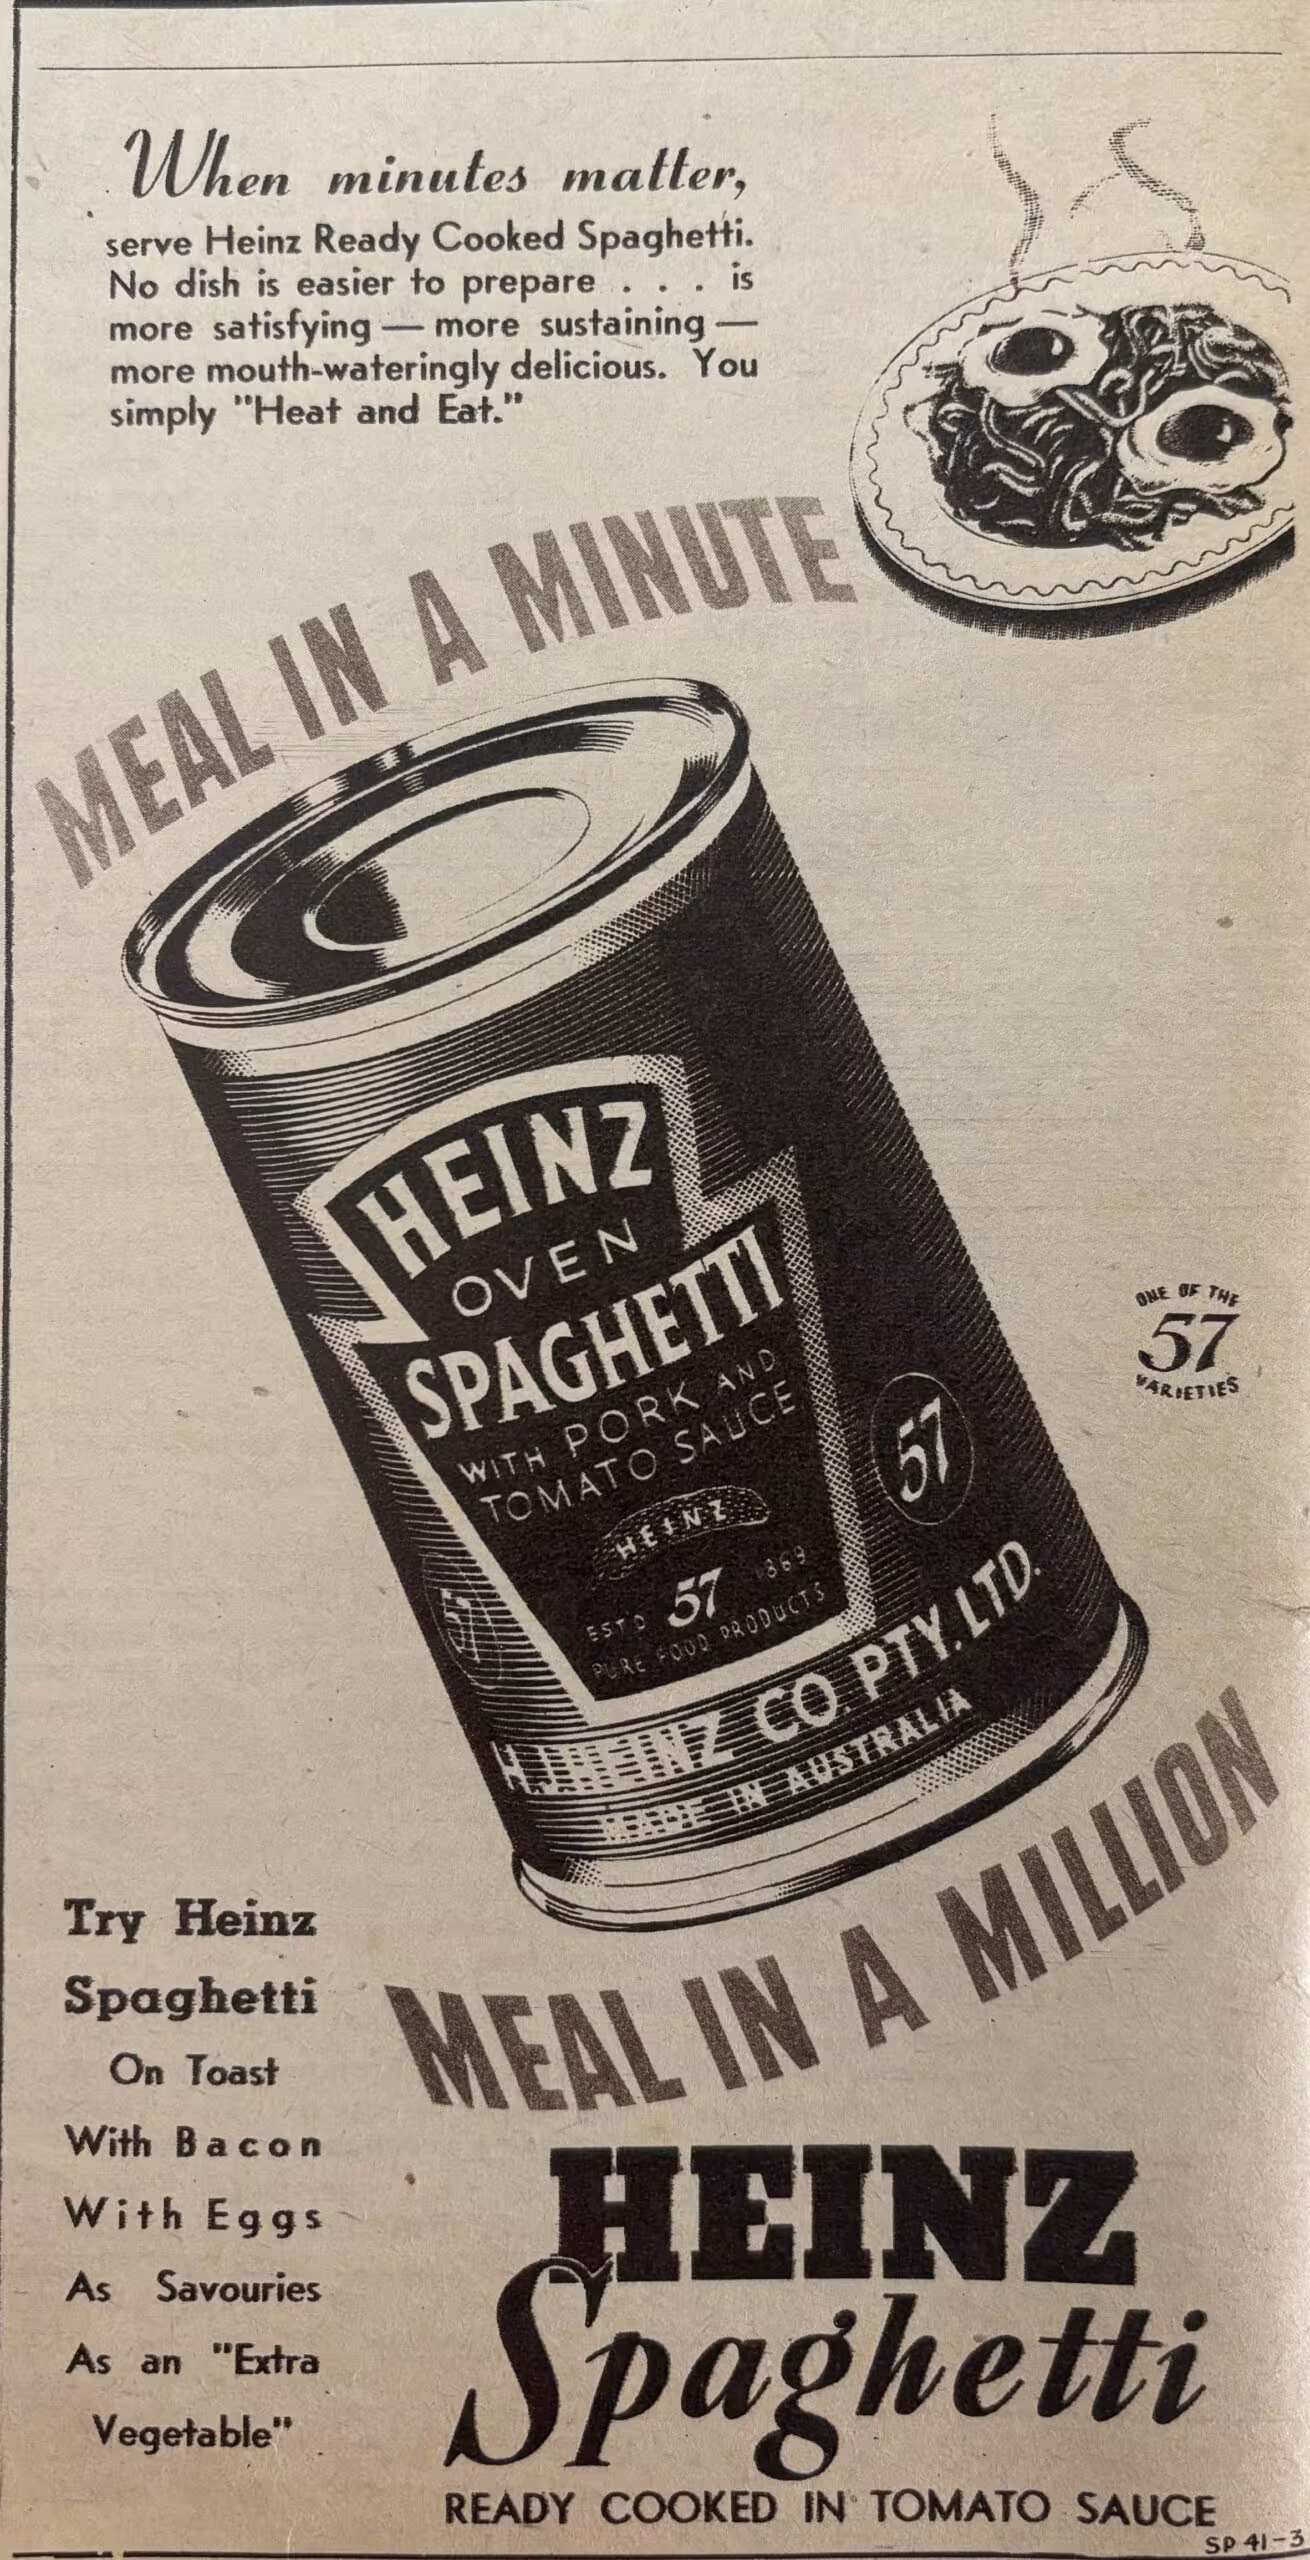 When minutes matter,
serve Heinz Ready Cooked Spaghetti.
No dish is easier to prepare . . . is
more satisfying — more sustaining —
more mouth-wateringly delicious. You
simply "Heat and Eat."
MEAL IN A MINUTE
HEINZ
OVEN
SPAGHETTI
WITH PORK AND
TOMATO SAUCE
HEINZ
ESTD 57 1869
PURE FOOD PRODUCTS
57
57
H.J. HEINZ CO. PTY. LTD.
MADE IN AUSTRALIA
ONE OF THE
57
VARIETIES
MEAL IN A MILLION
Try Heinz
Spaghetti
On Toast
With Bacon
With Eggs
As Savouries
As an "Extra
Vegetable"
HEINZ
Spaghetti
READY COOKED IN TOMATO SAUCE
SP 41-3